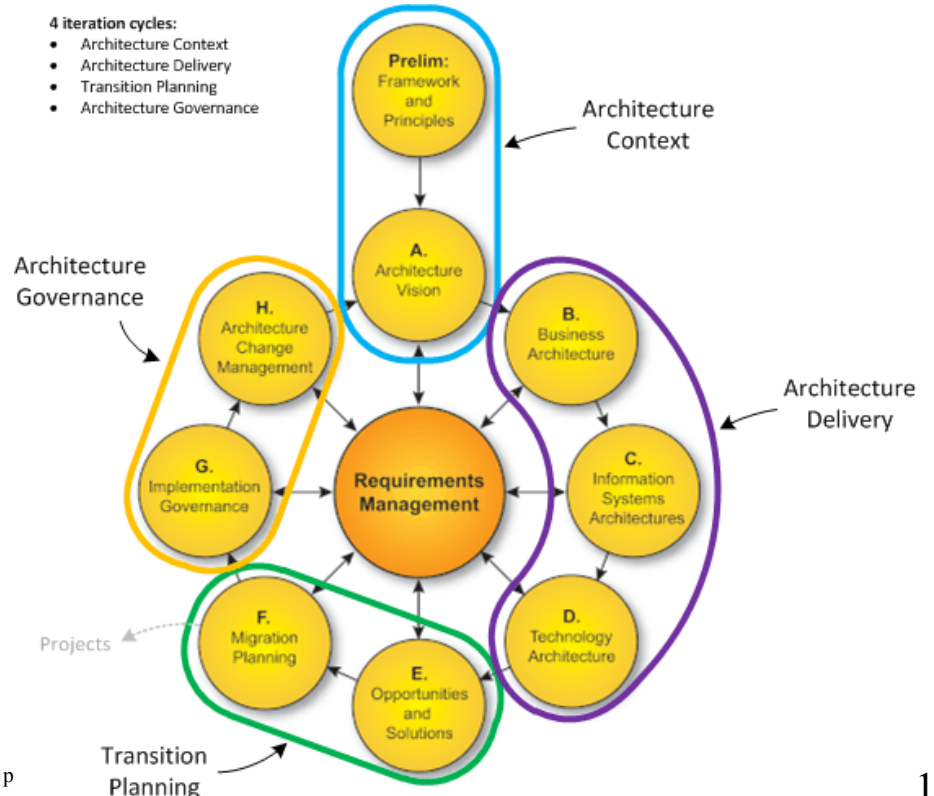 4 iteration cycles:
• Architecture Context
• Architecture Delivery
• Transition Planning
• Architecture Governance
Prelim:
Framework
and
Principles
Architecture
Context
A.
Architecture
Vision
Architecture
Governance
H.
Architecture
Change
Management
B.
Business
Architecture
Architecture
Delivery
G.
Implementation
Governance
Requirements
Management
C.
Information
Systems
Architectures
F.
Migration
Planning
Projects
D.
Technology
Architecture
E.
Opportunities
and
Solutions
Transition
Planning
p
1